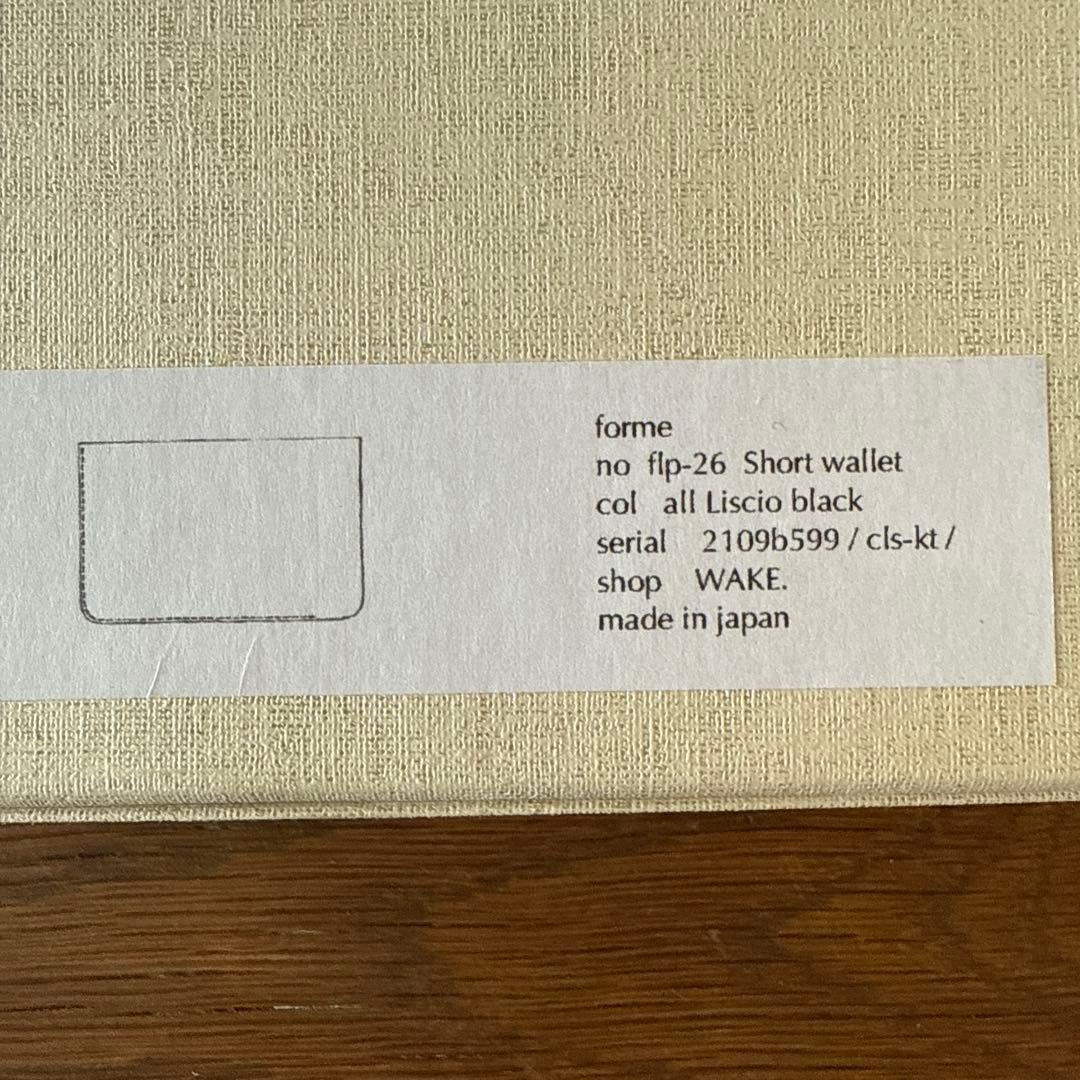 forme
no flp-26 Short wallet
col all Liscio black
serial 2109b599 / cls-kt /
shop WAKE.
made in japan